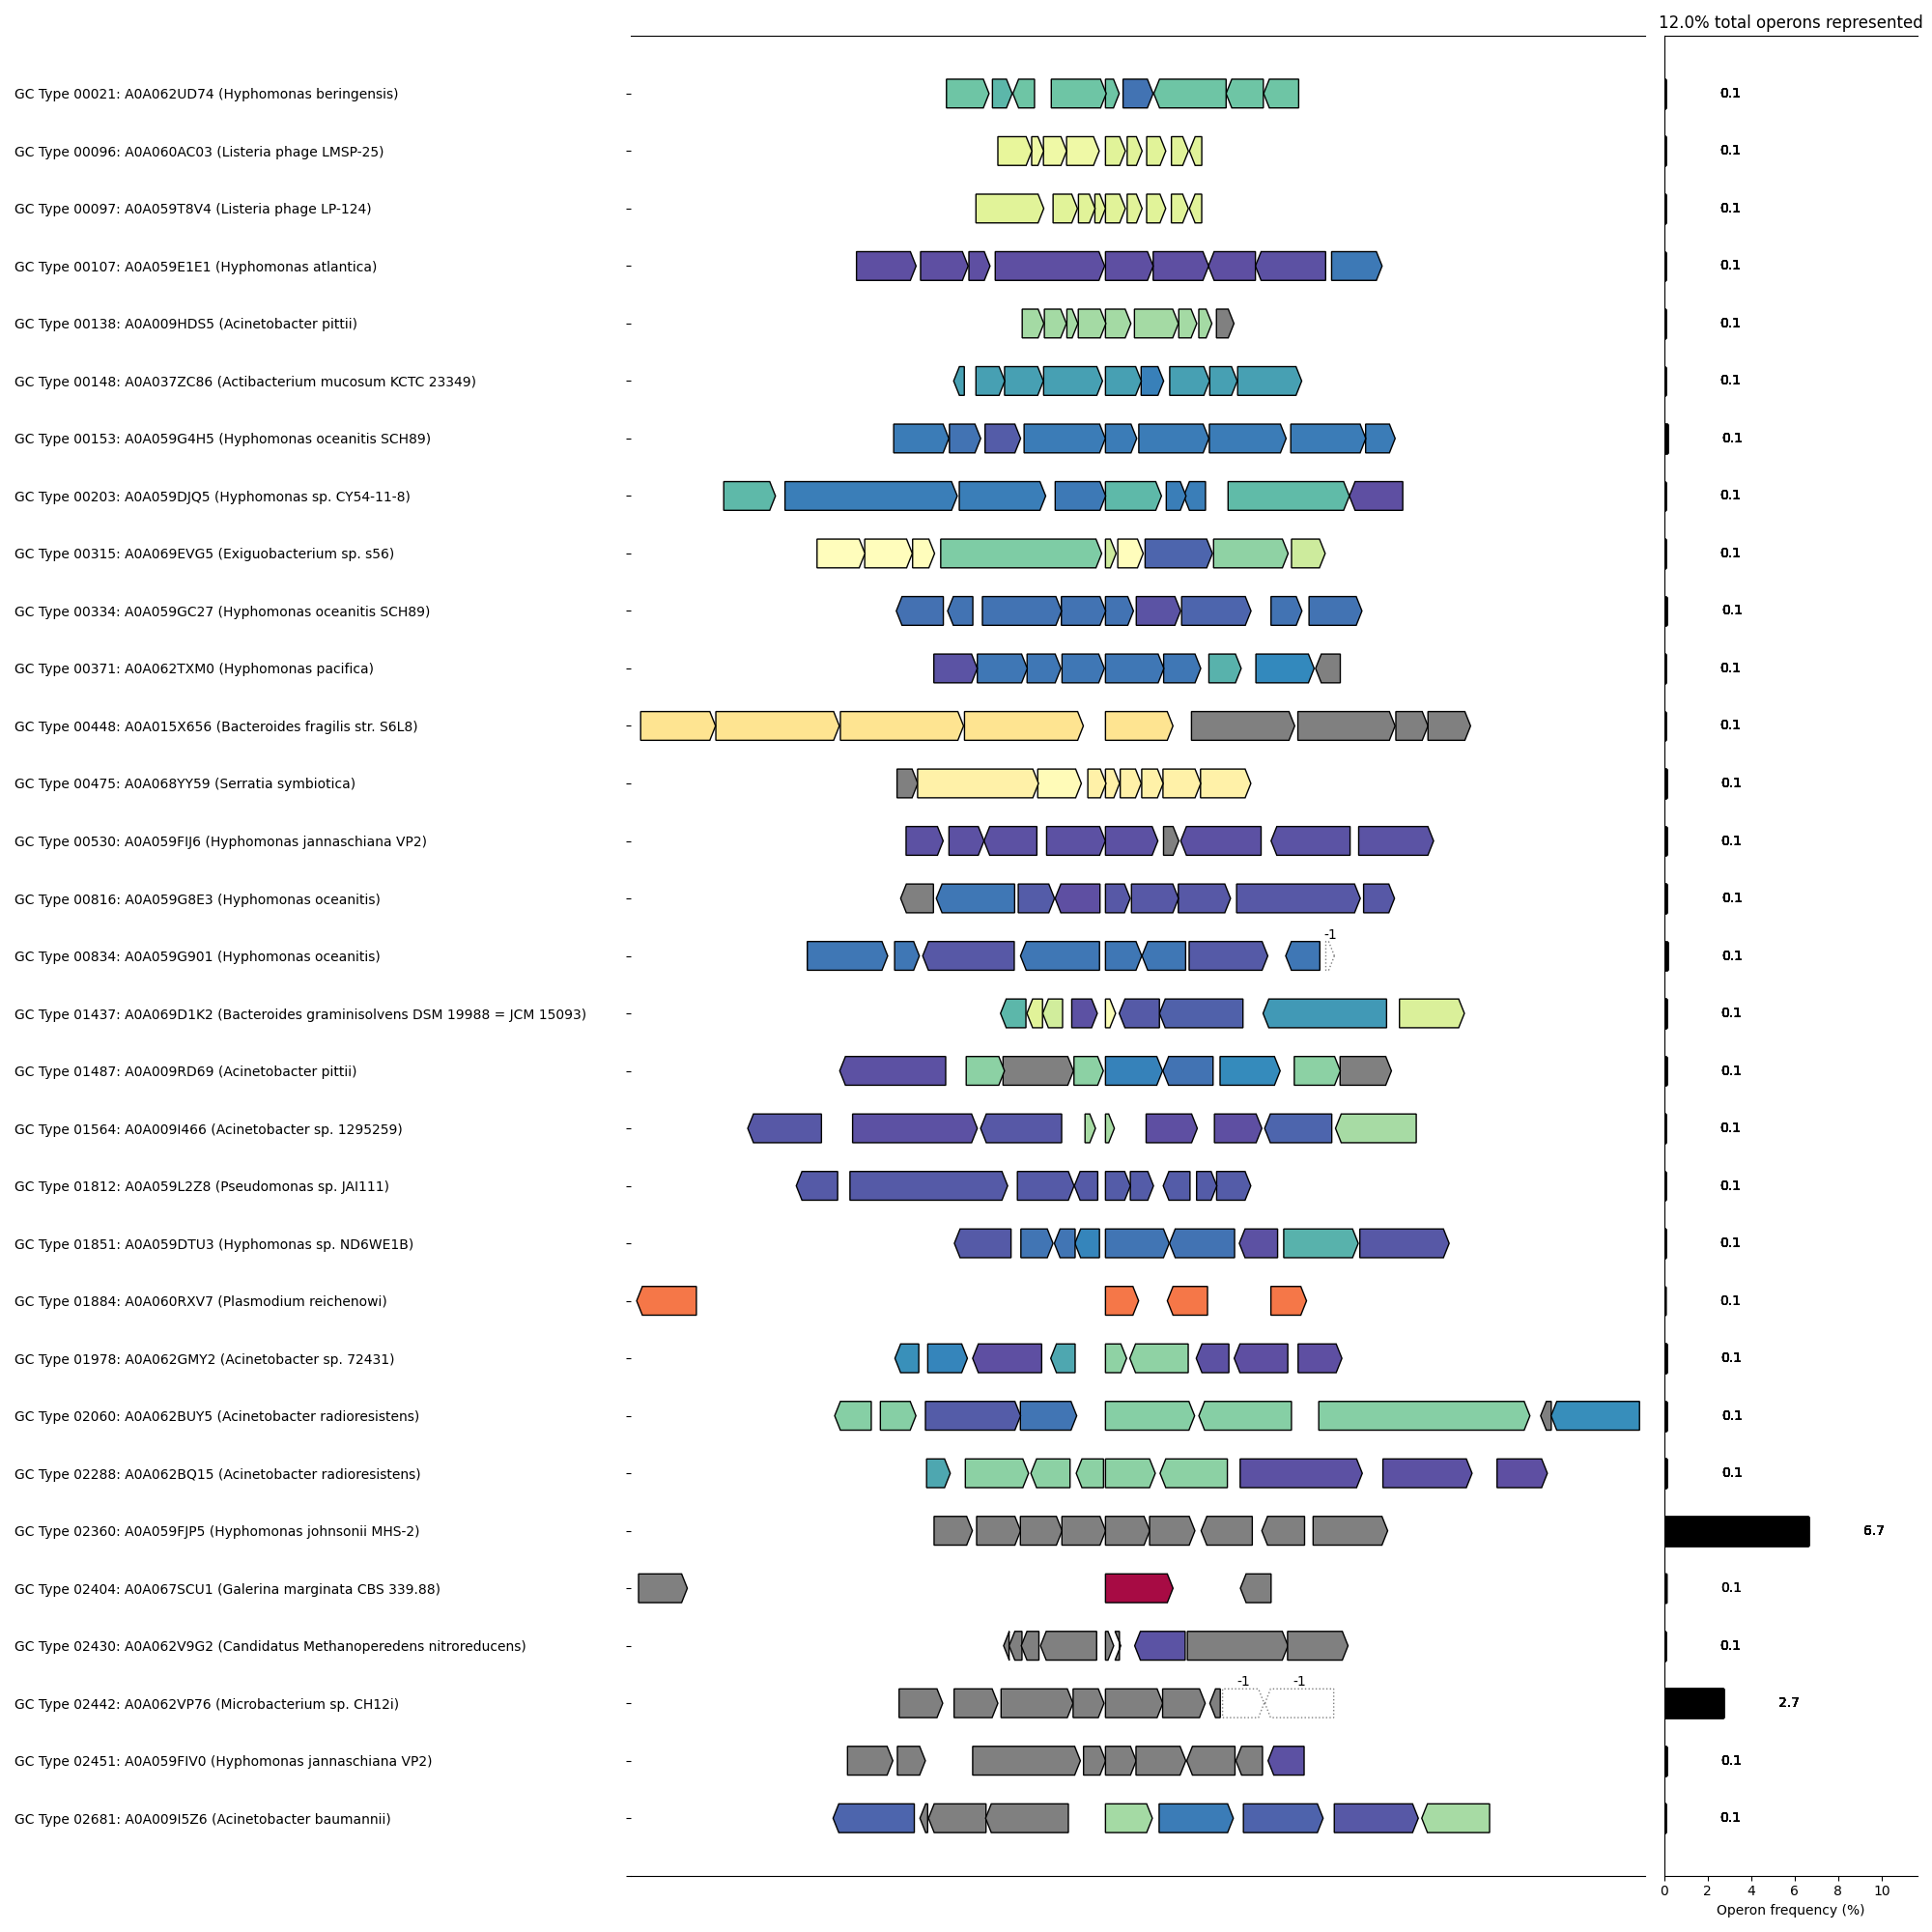 12.0% total operons represented
GC Type 00021: A0A062UD74 (Hyphomonas beringensis) 0.1
GC Type 00096: A0A060AC03 (Listeria phage LMSP-25) 0.1
GC Type 00097: A0A059T8V4 (Listeria phage LP-124) 0.1
GC Type 00107: A0A059E1E1 (Hyphomonas atlantica) 0.1
GC Type 00138: A0A009HDS5 (Acinetobacter pittii) 0.1
GC Type 00148: A0A037ZC86 (Actibacterium mucosum KCTC 23349) 0.1
GC Type 00153: A0A059G4H5 (Hyphomonas oceanitis SCH89) 0.1
GC Type 00203: A0A059DJQ5 (Hyphomonas sp. CY54-11-8) 0.1
GC Type 00315: A0A069EVG5 (Exiguobacterium sp. s56) 0.1
GC Type 00334: A0A059GC27 (Hyphomonas oceanitis SCH89) 0.1
GC Type 00371: A0A062TXM0 (Hyphomonas pacifica) 0.1
GC Type 00448: A0A015X656 (Bacteroides fragilis str. S6L8) 0.1
GC Type 00475: A0A068YY59 (Serratia symbiotica) 0.1
GC Type 00530: A0A059FIJ6 (Hyphomonas jannaschiana VP2) 0.1
GC Type 00816: A0A059G8E3 (Hyphomonas oceanitis) 0.1
-1
GC Type 00834: A0A059G901 (Hyphomonas oceanitis) 0.1
GC Type 01437: A0A069D1K2 (Bacteroides graminisolvens DSM 19988 = JCM 15093) 0.1
GC Type 01487: A0A009RD69 (Acinetobacter pittii) 0.1
GC Type 01564: A0A009I466 (Acinetobacter sp. 1295259) 0.1
GC Type 01812: A0A059L2Z8 (Pseudomonas sp. JAI111) 0.1
GC Type 01851: A0A059DTU3 (Hyphomonas sp. ND6WE1B) 0.1
GC Type 01884: A0A060RXV7 (Plasmodium reichenowi) 0.1
GC Type 01978: A0A062GMY2 (Acinetobacter sp. 72431) 0.1
GC Type 02060: A0A062BUY5 (Acinetobacter radioresistens) 0.1
GC Type 02288: A0A062BQ15 (Acinetobacter radioresistens) 0.1
GC Type 02360: A0A059FJP5 (Hyphomonas johnsonii MHS-2) 6.7
GC Type 02404: A0A067SCU1 (Galerina marginata CBS 339.88) 0.1
GC Type 02430: A0A062V9G2 (Candidatus Methanoperedens nitroreducens) 0.1
-1 -1
GC Type 02442: A0A062VP76 (Microbacterium sp. CH12i) 2.7
GC Type 02451: A0A059FIV0 (Hyphomonas jannaschiana VP2) 0.1
GC Type 02681: A0A009I5Z6 (Acinetobacter baumannii) 0.1
0 2 4 6 8 10
Operon frequency (%)